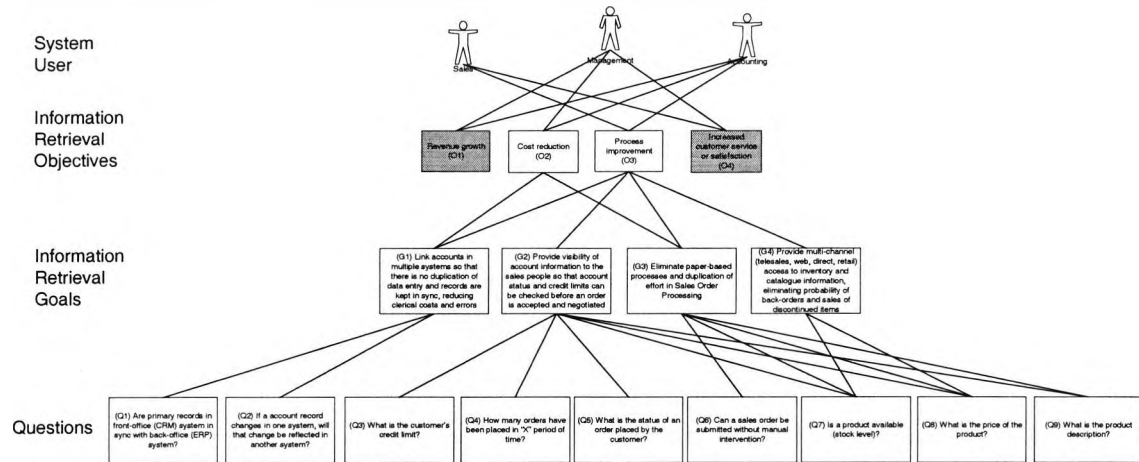 System
User
Sales
Management
Accounting
Information
Retrieval
Objectives
Revenue growth
(O1)
Cost reduction
(O2)
Process
improvement
(O3)
Increased
customer service
or satisfaction
(O4)
Information
Retrieval
Goals
(G1) Link accounts in
multiple systems so that
there is no duplication of
data entry and records are
kept in sync, reducing
clerical costs and errors
(G2) Provide visibility of
account information to the
sales people so that account
status and credit limits can
be checked before an order
is accepted and negotiated
(G3) Eliminate paper-based
processes and duplication of
effort in Sales Order
Processing
(G4) Provide multi-channel
(telesales, web, direct, retail)
access to inventory and
catalogue information,
eliminating probability of
back-orders and sales of
discontinued items
Questions
(Q1) Are primary records in
front-office (CRM) system in
sync with back-office (ERP)
system?
(Q2) If a account record
changes in one system, will
that change be reflected in
another system?
(Q3) What is the customer's
credit limit?
(Q4) How many orders have
been placed in "X" period of
time?
(Q5) What is the status of an
order placed by the
customer?
(Q6) Can a sales order be
submitted without manual
intervention?
(Q7) Is a product available
(stock level)?
(Q8) What is the price of the
product?
(Q9) What is the product
description?